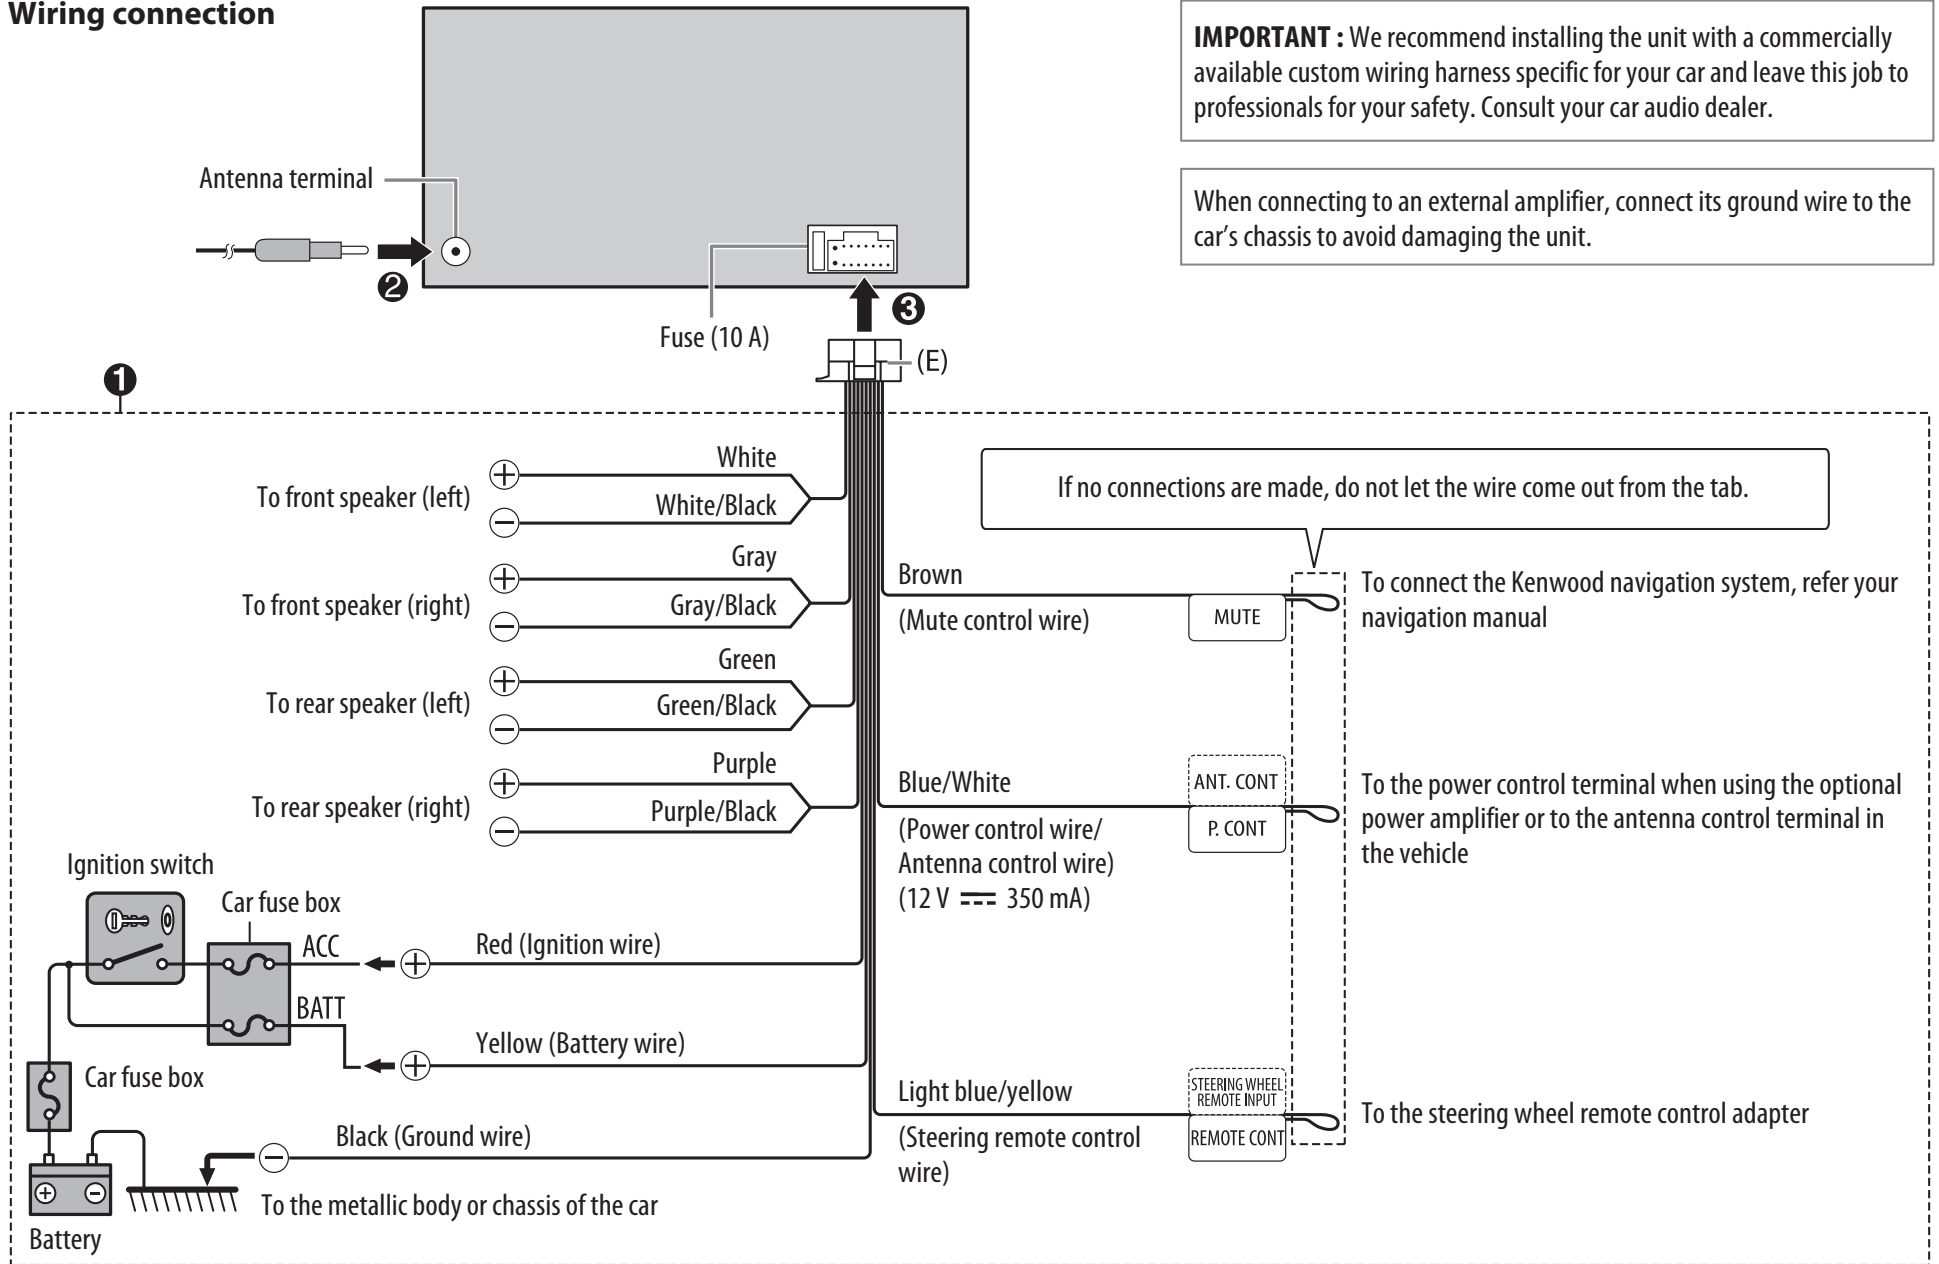 Wiring connection
IMPORTANT : We recommend installing the unit with a commercially
available custom wiring harness specific for your car and leave this job to
professionals for your safety. Consult your car audio dealer.
When connecting to an external amplifier, connect its ground wire to the
car's chassis to avoid damaging the unit.
Antenna terminal
2
Fuse (10 A)
3
(E)
1
White
To front speaker (left)
White/Black
Gray
To front speaker (right)
Gray/Black
Green
To rear speaker (left)
Green/Black
Purple
To rear speaker (right)
Purple/Black
If no connections are made, do not let the wire come out from the tab.
Brown
(Mute control wire)
MUTE
To connect the Kenwood navigation system, refer your
navigation manual
Blue/White
(Power control wire/
Antenna control wire)
(12 V ⎓ 350 mA)
ANT. CONT
P. CONT
To the power control terminal when using the optional
power amplifier or to the antenna control terminal in
the vehicle
Ignition switch
Car fuse box
ACC
Red (Ignition wire)
BATT
Yellow (Battery wire)
Car fuse box
Light blue/yellow
(Steering remote control
wire)
STEERING WHEEL
REMOTE INPUT
REMOTE CONT
To the steering wheel remote control adapter
Black (Ground wire)
To the metallic body or chassis of the car
Battery